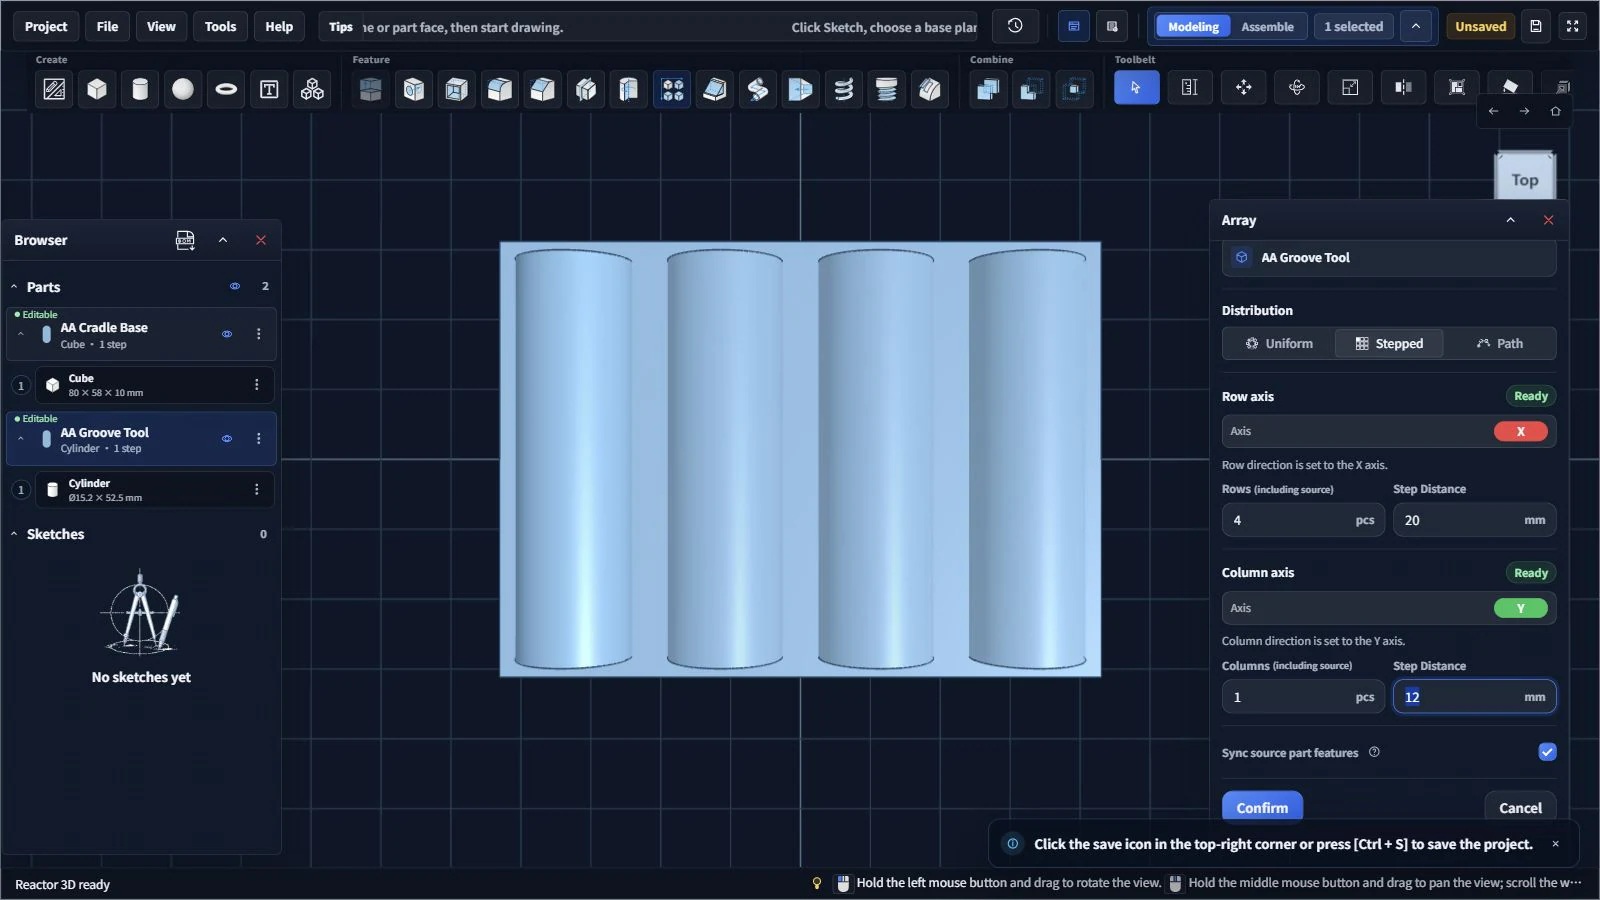 Project File View Tools Help Tips ne or part face, then start drawing. Click Sketch, choose a base plan Modeling Assemble 1 selected Unsaved
Create Feature Combine Toolbelt
Top
Browser
Parts 2
Editable
AA Cradle Base
Cube • 1 step
1 Cube
80 × 58 × 10 mm
Editable
AA Groove Tool
Cylinder • 1 step
1 Cylinder
Ø15.2 × 52.5 mm
Sketches 0
No sketches yet
Array
AA Groove Tool
Distribution
Uniform Stepped Path
Row axis Ready
Axis X
Row direction is set to the X axis.
Rows (including source) Step Distance
4 pcs 20 mm
Column axis Ready
Axis Y
Column direction is set to the Y axis.
Columns (including source) Step Distance
1 pcs 12 mm
Sync source part features
Confirm Cancel
Click the save icon in the top-right corner or press [Ctrl + S] to save the project.
Reactor 3D ready Hold the left mouse button and drag to rotate the view. Hold the middle mouse button and drag to pan the view; scroll the w···